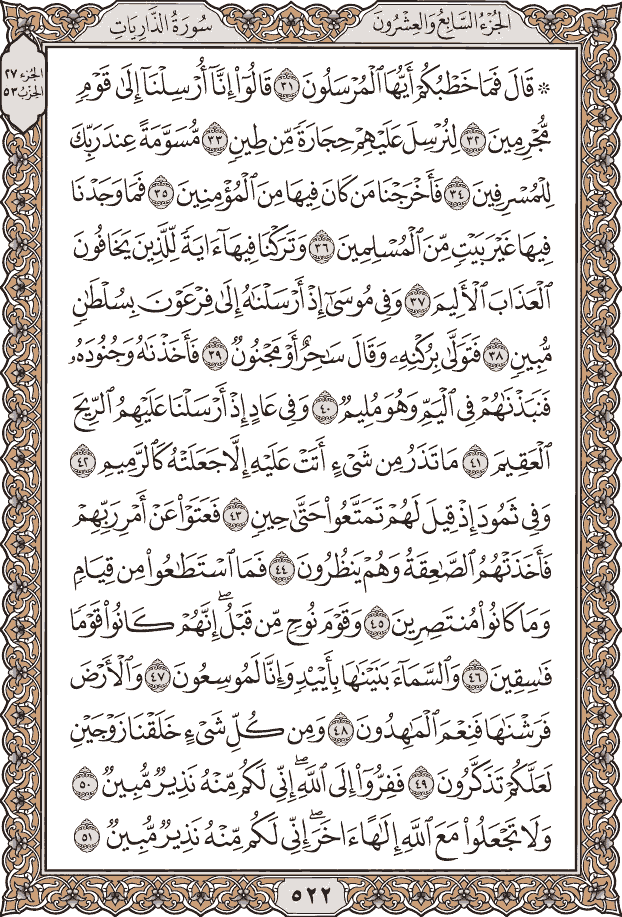 الجُزْءُ السَّابِعُ وَالعِشْرُونَ
سُورَةُ الذَّارِيَاتِ
الجُزْء ٢٧
الحِزْب ٥٣
۞ قَالَ فَمَا خَطْبُكُمْ أَيُّهَا ٱلْمُرْسَلُونَ ٣١ قَالُوٓا۟ إِنَّآ أُرْسِلْنَآ إِلَىٰ قَوْمٍ
مُّجْرِمِينَ ٣٢ لِنُرْسِلَ عَلَيْهِمْ حِجَارَةً مِّن طِينٍ ٣٣ مُّسَوَّمَةً عِندَ رَبِّكَ
لِلْمُسْرِفِينَ ٣٤ فَأَخْرَجْنَا مَن كَانَ فِيهَا مِنَ ٱلْمُؤْمِنِينَ ٣٥ فَمَا وَجَدْنَا
فِيهَا غَيْرَ بَيْتٍ مِّنَ ٱلْمُسْلِمِينَ ٣٦ وَتَرَكْنَا فِيهَآ ءَايَةً لِّلَّذِينَ يَخَافُونَ
ٱلْعَذَابَ ٱلْأَلِيمَ ٣٧ وَفِى مُوسَىٰٓ إِذْ أَرْسَلْنَٰهُ إِلَىٰ فِرْعَوْنَ بِسُلْطَٰنٍ
مُّبِينٍ ٣٨ فَتَوَلَّىٰ بِرُكْنِهِۦ وَقَالَ سَٰحِرٌ أَوْ مَجْنُونٌ ٣٩ فَأَخَذْنَٰهُ وَجُنُودَهُۥ
فَنَبَذْنَٰهُمْ فِى ٱلْيَمِّ وَهُوَ مُلِيمٌ ٤٠ وَفِى عَادٍ إِذْ أَرْسَلْنَا عَلَيْهِمُ ٱلرِّيحَ
ٱلْعَقِيمَ ٤١ مَا تَذَرُ مِن شَىْءٍ أَتَتْ عَلَيْهِ إِلَّا جَعَلَتْهُ كَٱلرَّمِيمِ ٤٢
وَفِى ثَمُودَ إِذْ قِيلَ لَهُمْ تَمَتَّعُوا۟ حَتَّىٰ حِينٍ ٤٣ فَعَتَوْا۟ عَنْ أَمْرِ رَبِّهِمْ
فَأَخَذَتْهُمُ ٱلصَّٰعِقَةُ وَهُمْ يَنظُرُونَ ٤٤ فَمَا ٱسْتَطَٰعُوا۟ مِن قِيَامٍ
وَمَا كَانُوا۟ مُنتَصِرِينَ ٤٥ وَقَوْمَ نُوحٍ مِّن قَبْلُ ۖ إِنَّهُمْ كَانُوا۟ قَوْمًا
فَٰسِقِينَ ٤٦ وَٱلسَّمَآءَ بَنَيْنَٰهَا بِأَيْي۟دٍ وَإِنَّا لَمُوسِعُونَ ٤٧ وَٱلْأَرْضَ
فَرَشْنَٰهَا فَنِعْمَ ٱلْمَٰهِدُونَ ٤٨ وَمِن كُلِّ شَىْءٍ خَلَقْنَا زَوْجَيْنِ
لَعَلَّكُمْ تَذَكَّرُونَ ٤٩ فَفِرُّوٓا۟ إِلَى ٱللَّهِ ۖ إِنِّى لَكُم مِّنْهُ نَذِيرٌ مُّبِينٌ ٥٠
وَلَا تَجْعَلُوا۟ مَعَ ٱللَّهِ إِلَٰهًا ءَاخَرَ ۖ إِنِّى لَكُم مِّنْهُ نَذِيرٌ مُّبِينٌ ٥١
٥٢٢